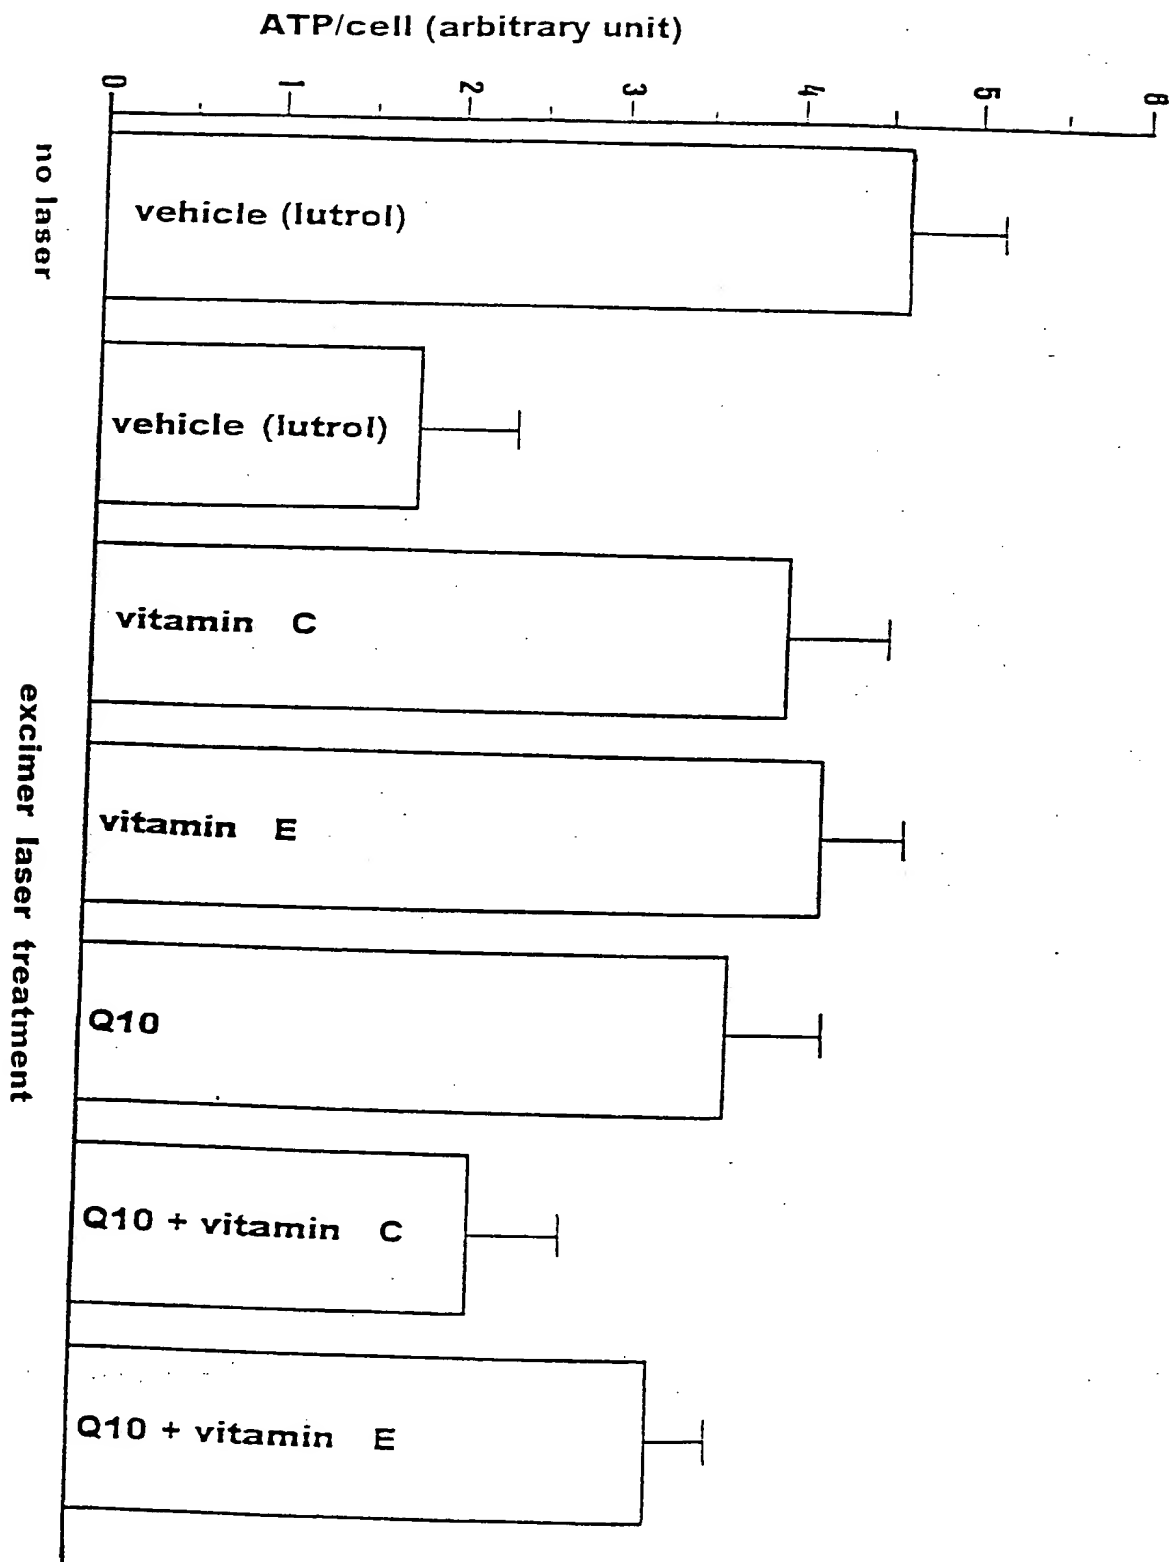 ATP/cell (arbitrary unit)
0 1 2 3 4 5 6
no laser
vehicle (lutrol)
vehicle (lutrol)
vitamin C
vitamin E
Q10
Q10 + vitamin C
Q10 + vitamin E
excimer laser treatment